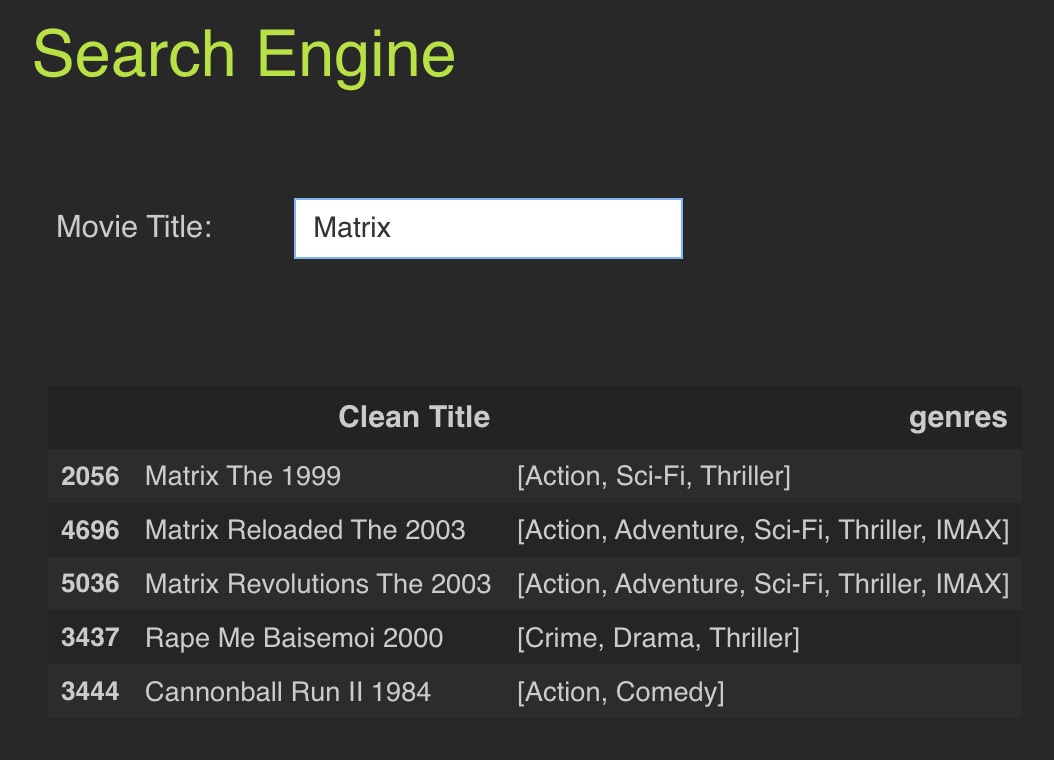 Search Engine
Movie Title: Matrix
Clean Title genres
2056 Matrix The 1999 [Action, Sci-Fi, Thriller]
4696 Matrix Reloaded The 2003 [Action, Adventure, Sci-Fi, Thriller, IMAX]
5036 Matrix Revolutions The 2003 [Action, Adventure, Sci-Fi, Thriller, IMAX]
3437 Rape Me Baisemoi 2000 [Crime, Drama, Thriller]
3444 Cannonball Run II 1984 [Action, Comedy]